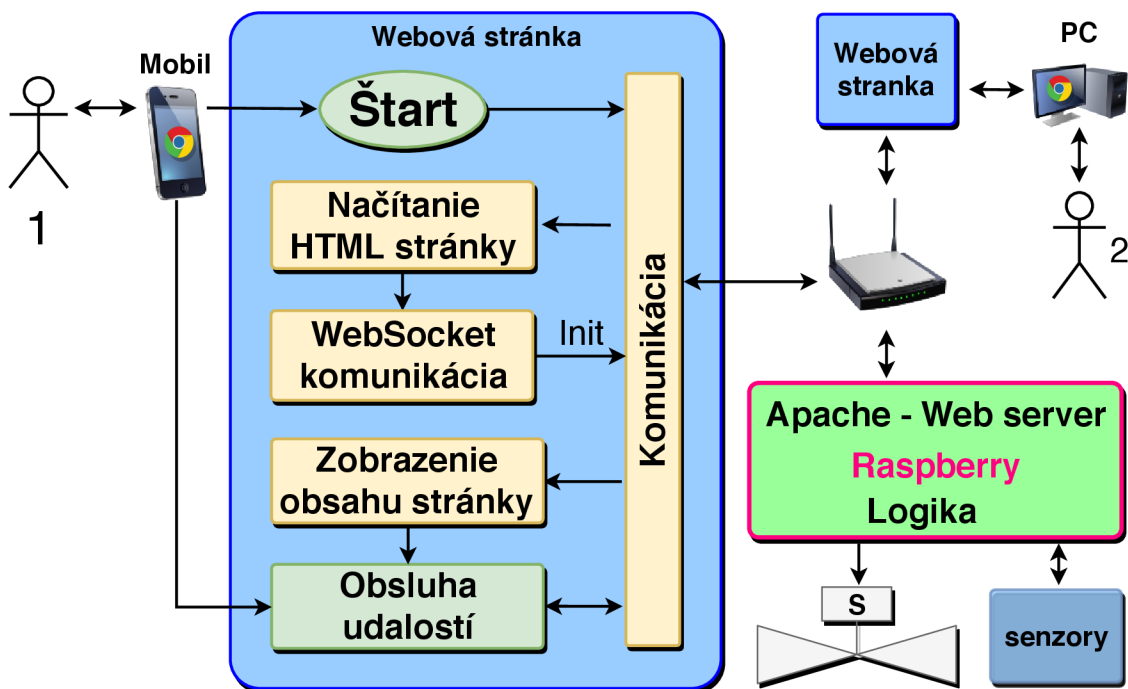 Webová stránka
Mobil
Štart
1
Načítanie
HTML stránky
WebSocket
komunikácia
Init
Zobrazenie
obsahu stránky
Obsluha
udalostí
Komunikácia
Webová
stranka
PC
2
Apache - Web server
Raspberry
Logika
S
senzory